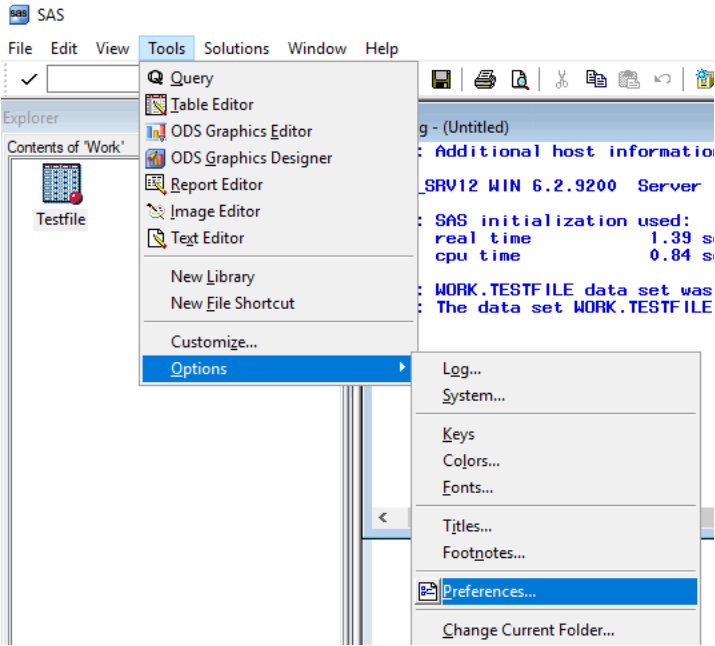 sas SAS
File Edit View Tools Solutions Window Help
Explorer
Contents of 'Work'
Testfile
Query
Table Editor
ODS Graphics Editor
ODS Graphics Designer
Report Editor
Image Editor
Text Editor
New Library
New File Shortcut
Customize...
Options
g - (Untitled)
: Additional host informatio
_SRV12 WIN 6.2.9200 Server
: SAS initialization used:
real time 1.39 s
cpu time 0.84 s
: WORK.TESTFILE data set was
: The data set WORK.TESTFILE
Log...
System...
Keys
Colors...
Fonts...
Titles...
Footnotes...
Preferences...
Change Current Folder...